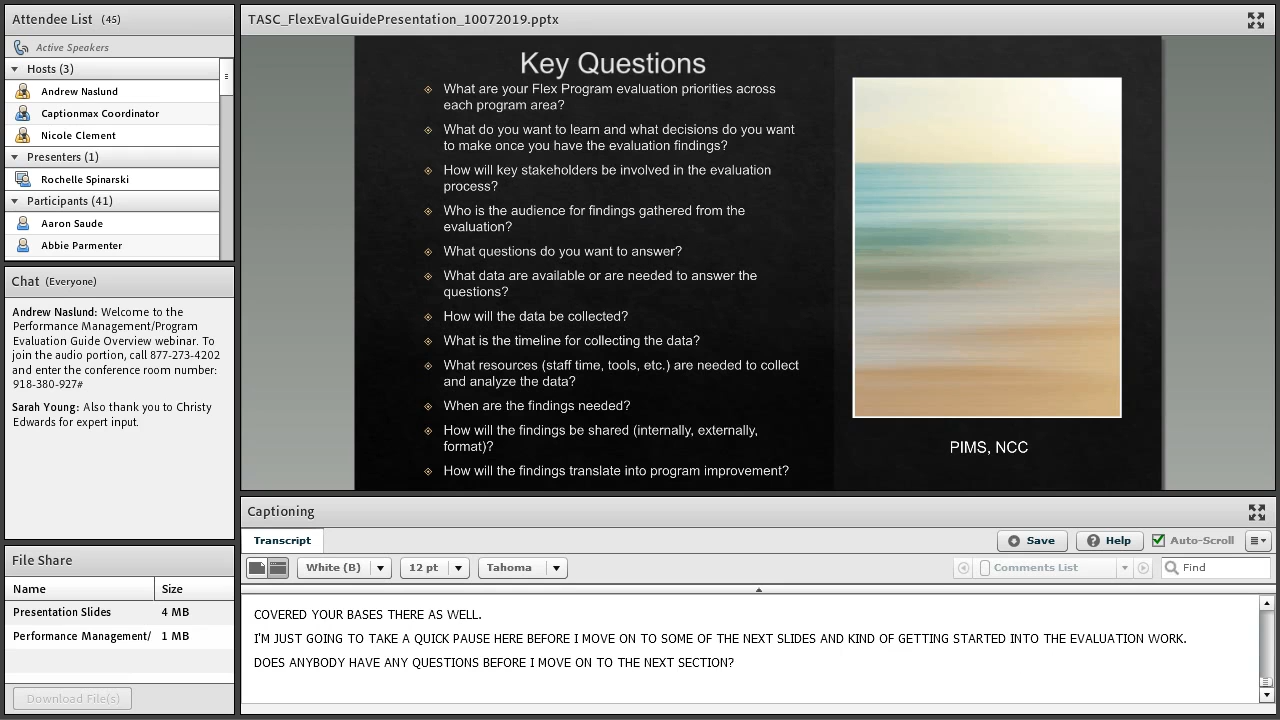 Attendee List (45)
Active Speakers
Hosts (3)
Andrew Naslund
Captionmax Coordinator
Nicole Clement
Presenters (1)
Rochelle Spinarski
Participants (41)
Aaron Saude
Abbie Parmenter
Chat (Everyone)
Andrew Naslund: Welcome to the
Performance Management/Program
Evaluation Guide Overview webinar. To
join the audio portion, call 877-273-4202
and enter the conference room number:
918-380-927#
Sarah Young: Also thank you to Christy
Edwards for expert input.
File Share
Name Size
Presentation Slides 4 MB
Performance Management/ 1 MB
Download File(s)
TASC_FlexEvalGuidePresentation_10072019.pptx
Key Questions
What are your Flex Program evaluation priorities across
each program area?
What do you want to learn and what decisions do you want
to make once you have the evaluation findings?
How will key stakeholders be involved in the evaluation
process?
Who is the audience for findings gathered from the
evaluation?
What questions do you want to answer?
What data are available or are needed to answer the
questions?
How will the data be collected?
What is the timeline for collecting the data?
What resources (staff time, tools, etc.) are needed to collect
and analyze the data?
When are the findings needed?
How will the findings be shared (internally, externally,
format)?
How will the findings translate into program improvement?
PIMS, NCC
Captioning
Transcript Save Help Auto-Scroll
White (B) 12 pt Tahoma Comments List Find
COVERED YOUR BASES THERE AS WELL.
I'M JUST GOING TO TAKE A QUICK PAUSE HERE BEFORE I MOVE ON TO SOME OF THE NEXT SLIDES AND KIND OF GETTING STARTED INTO THE EVALUATION WORK.
DOES ANYBODY HAVE ANY QUESTIONS BEFORE I MOVE ON TO THE NEXT SECTION?